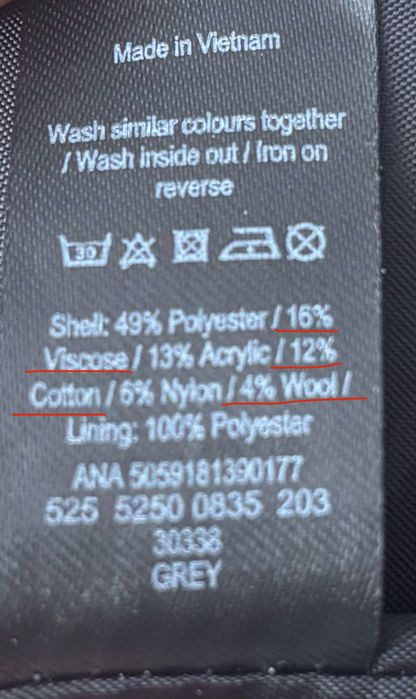 Made in Vietnam
Wash similar colours together
/ Wash inside out / Iron on
reverse
30
Shell: 49% Polyester / 16%
Viscose / 13% Acrylic / 12%
Cotton / 6% Nylon / 4% Wool /
Lining: 100% Polyester
ANA 5059181390177
525 5250 0835 203
30338
GREY